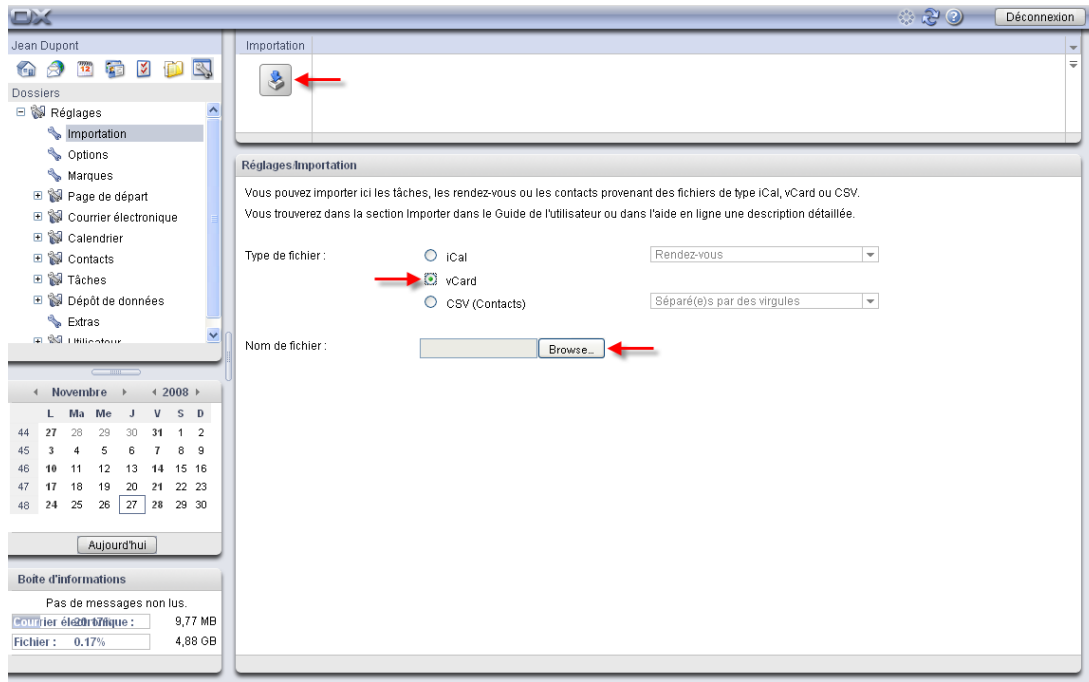 OX
Déconnexion
Jean Dupont
12
Dossiers
Réglages
Importation
Options
Marques
Page de départ
Courrier électronique
Calendrier
Contacts
Tâches
Dépôt de données
Extras
Utilisateur
Novembre 2008
L Ma Me J V S D
44 27 28 29 30 31 1 2
45 3 4 5 6 7 8 9
46 10 11 12 13 14 15 16
47 17 18 19 20 21 22 23
48 24 25 26 27 28 29 30
Aujourd'hui
Boite d'informations
Pas de messages non lus.
Courrier électronique : 9,77 MB
Fichier : 0.17% 4,88 GB
Importation
Réglages/Importation
Vous pouvez importer ici les tâches, les rendez-vous ou les contacts provenant des fichiers de type iCal, vCard ou CSV.
Vous trouverez dans la section Importer dans le Guide de l'utilisateur ou dans l'aide en ligne une description détaillée.
Type de fichier : iCal Rendez-vous
vCard
CSV (Contacts) Séparé(e)s par des virgules
Nom de fichier : Browse...